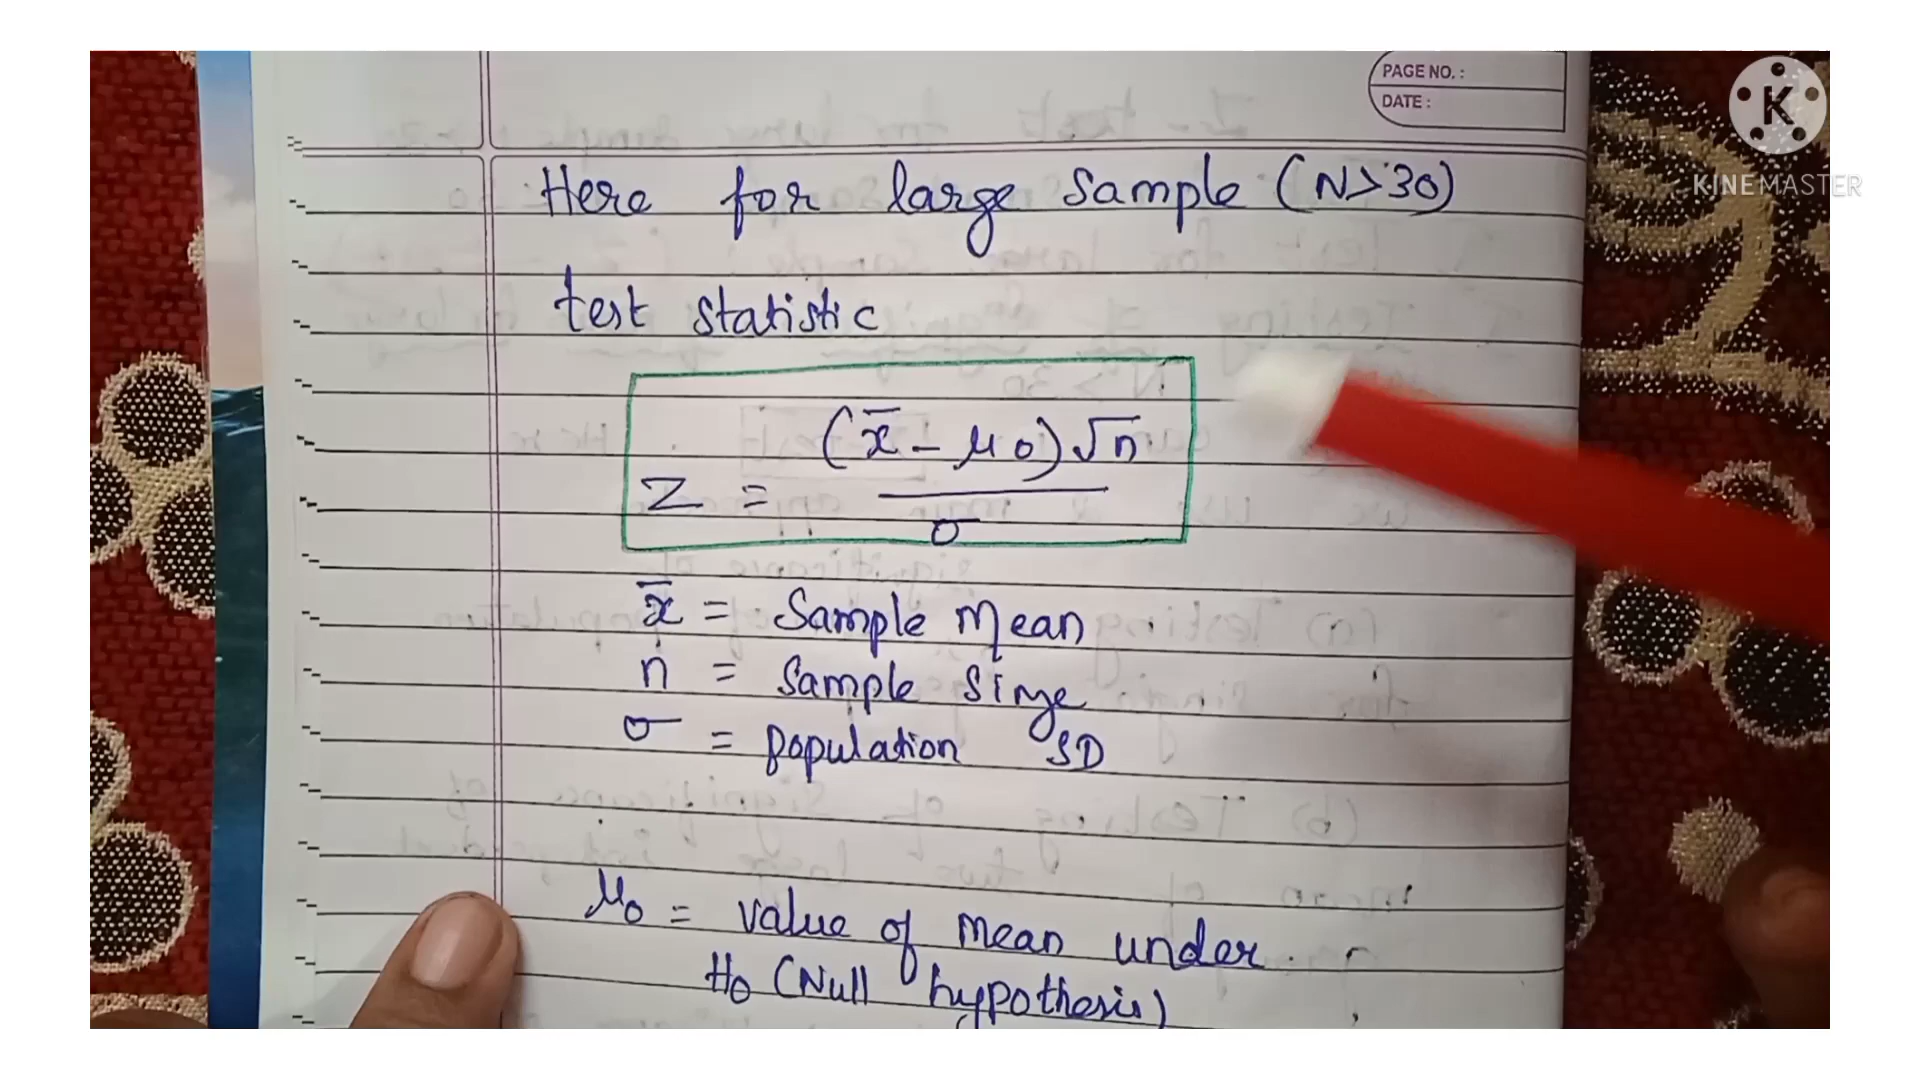 PAGE NO. :
DATE :
K
KINEMASTER
Here for large Sample (N>30)
test statistic
Z = (x̄ - μ0)√n / σ
x̄ = Sample Mean
n = Sample Size
σ = population SD
μ0 = value of mean under
H0 (Null hypothesis)